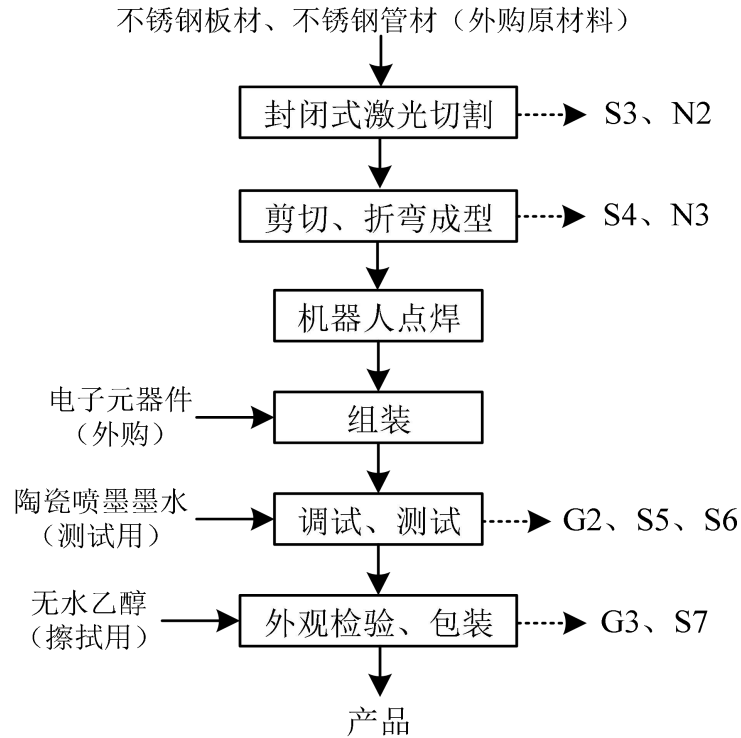 不锈钢板材、不锈钢管材（外购原材料）
封闭式激光切割
S3、N2
剪切、折弯成型
S4、N3
机器人点焊
电子元器件
（外购）
组装
陶瓷喷墨墨水
（测试用）
调试、测试
G2、S5、S6
无水乙醇
（擦拭用）
外观检验、包装
G3、S7
产品